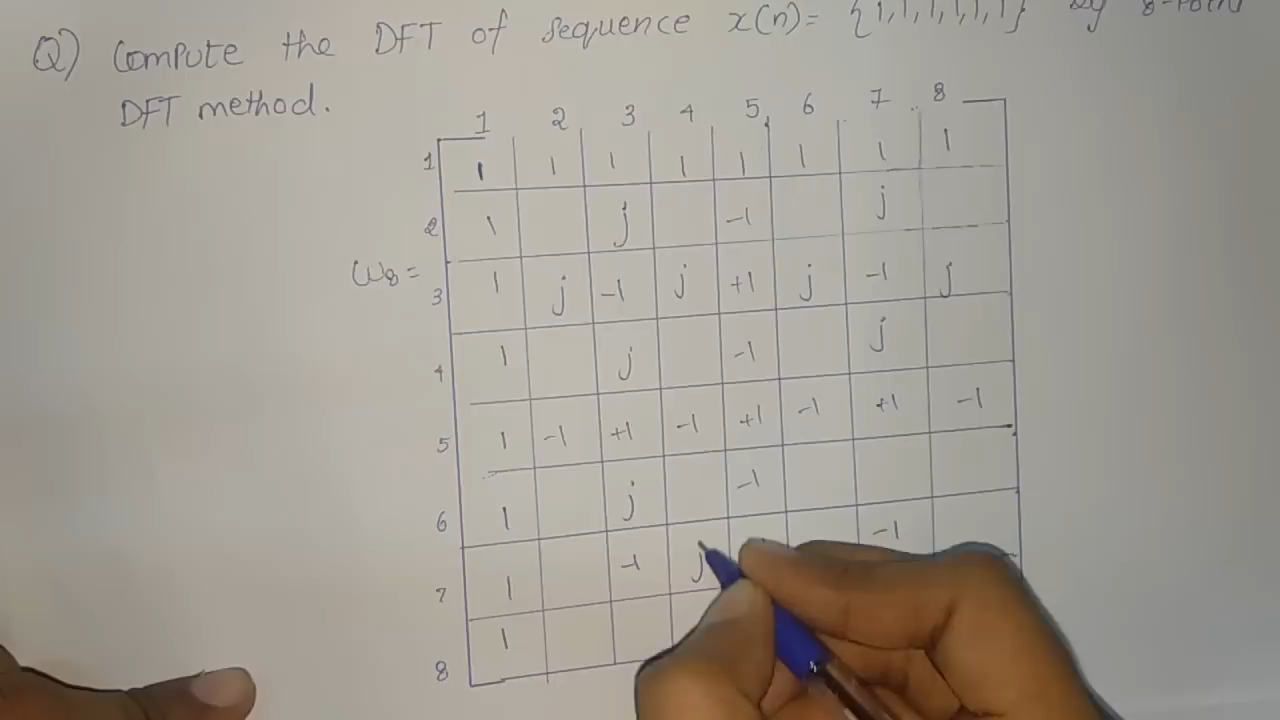 Q) Compute the DFT of sequence x(n)= {1,1,1,1,1,1} by 8-point
DFT method.
1 2 3 4 5 6 7 8
1 1 1 1 1 1 1 1 1
2 1 j -1 j
W8 =
3 1 j -1 j +1 j -1 j
4 1 j -1 j
5 1 -1 +1 -1 +1 -1 +1 -1
6 1 j -1
7 1 -1 j -1
8 1